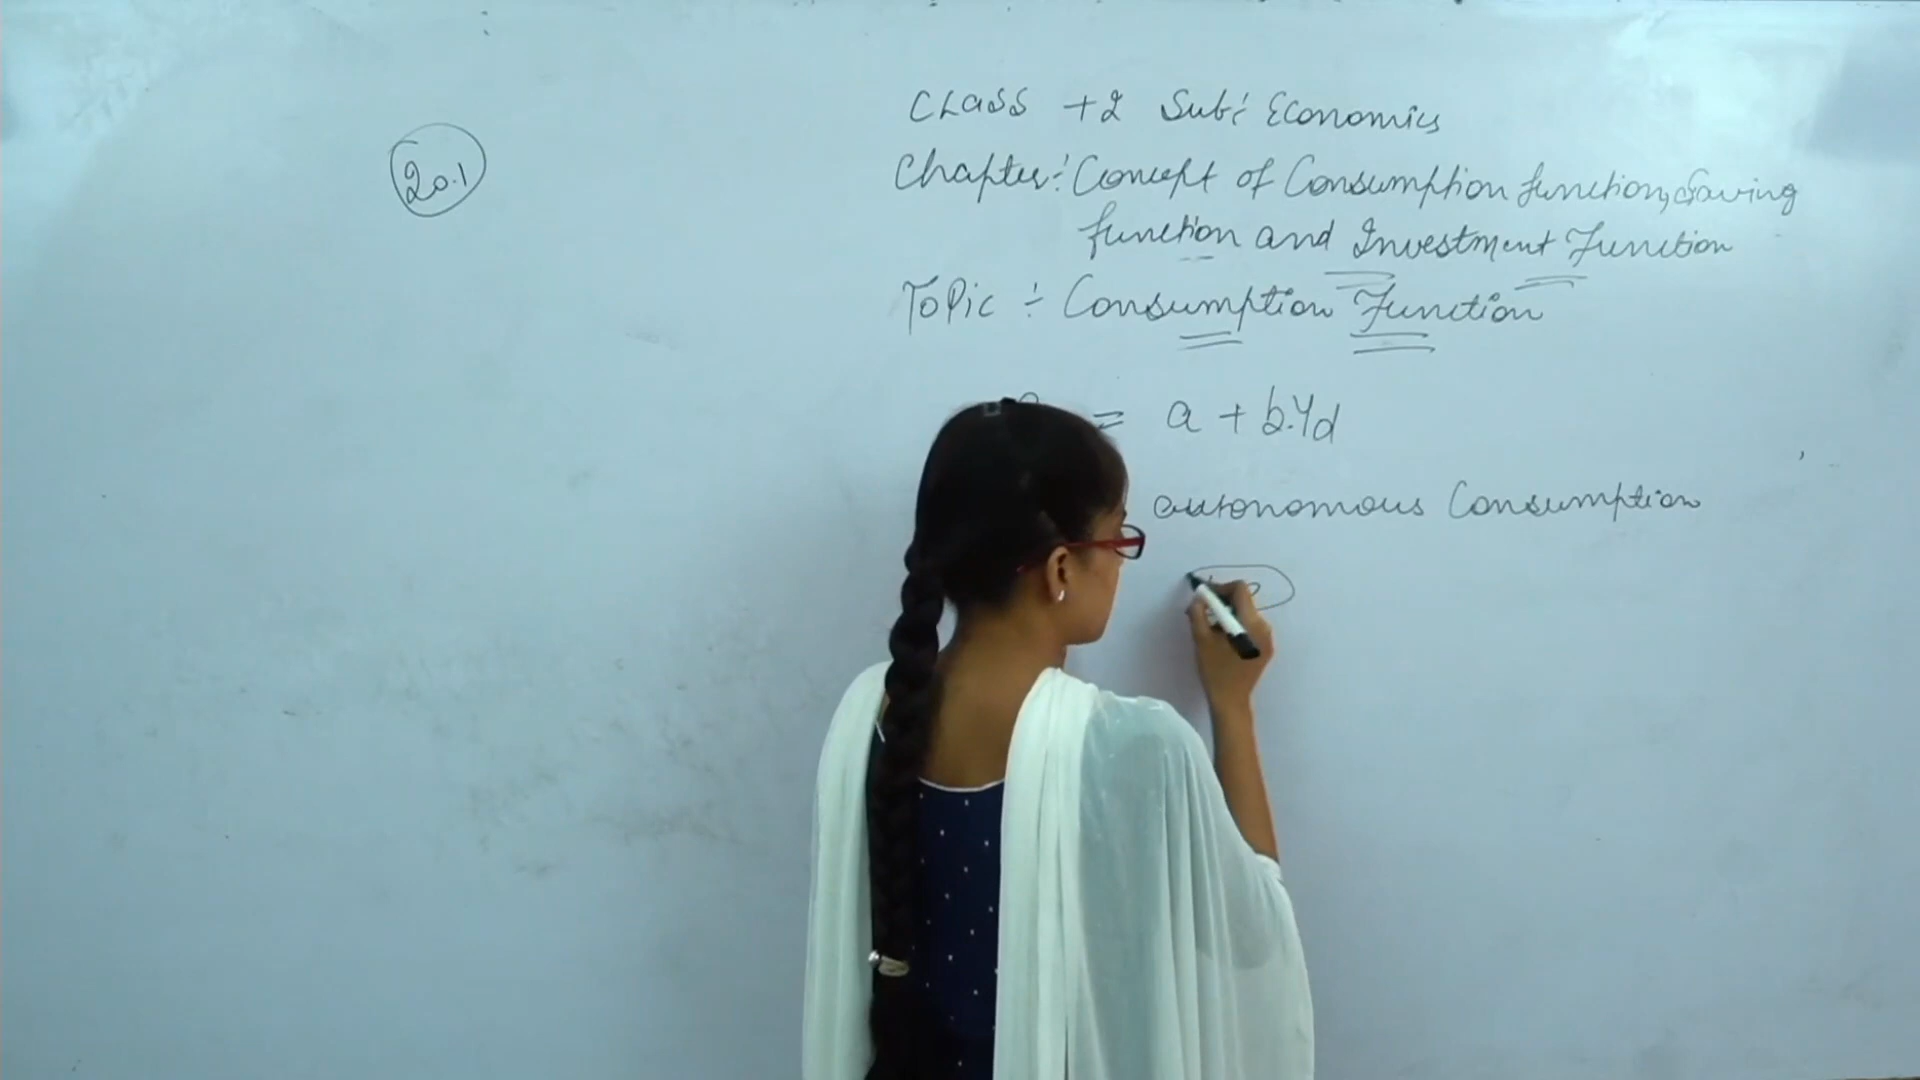 20.1
Class +2 Sub: Economics
Chapter: Concept of Consumption function, Saving
function and Investment Function
Topic ÷ Consumption Function
= a + b.Yd
autonomous Consumption